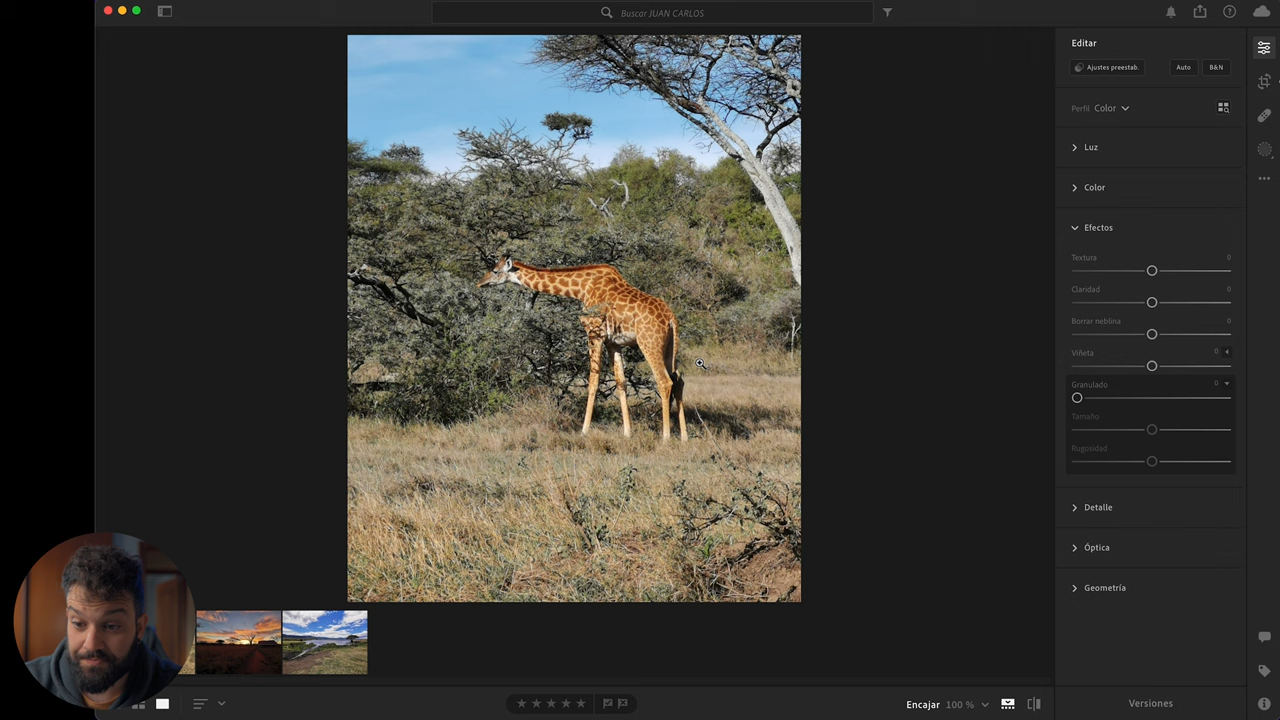 Buscar JUAN CARLOS
Editar
Ajustes preestab.
Auto
B&N
Perfil Color
Luz
Color
Efectos
Textura 0
Claridad 0
Borrar neblina 0
Viñeta 0
Granulado 0
Tamaño
Rugosidad
Detalle
Óptica
Geometría
Encajar 100 %
Versiones